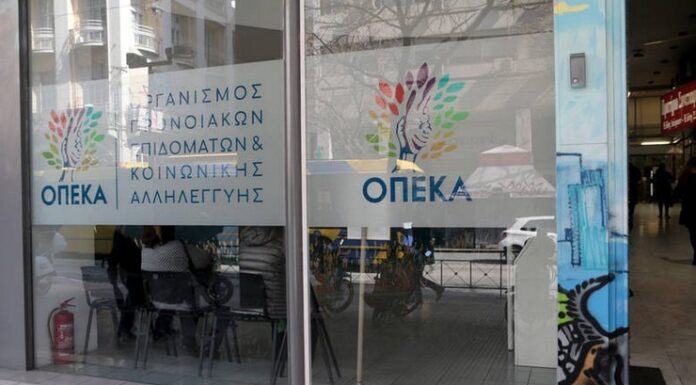 ΟΠΕΚΑ
ΟΡΓΑΝΙΣΜΟΣ
ΠΡΟΝΟΙΑΚΩΝ
ΕΠΙΔΟΜΑΤΩΝ &
ΚΟΙΝΩΝΙΚΗΣ
ΑΛΛΗΛΕΓΓΥΗΣ
ΟΠΕΚΑ